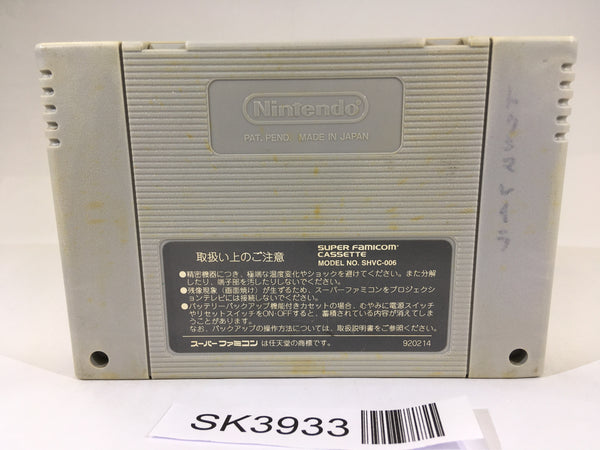 Nintendo
PAT. PEND. MADE IN JAPAN
取扱い上のご注意
SUPER FAMICOM
CASSETTE
MODEL NO. SHVC-006
●精密機器につき、極端な温度変化やショックを避けてください。また分解
したり、端子部を汚したりしないでください。
●残像現象(画面焼け)が生ずるため、スーパーファミコンをプロジェクシ
ョンテレビには接続しないでください。
●バッテリーバックアップ機能付きカセットの場合、むやみに電源スイッチ
やリセットスイッチをON-OFFすると、蓄積されている内容が消えてしま
うことがあります。
なお、バックアップの操作方法については、取扱説明書をご参照ください。
スーパーファミコン は任天堂の商標です。
920214
SK3933